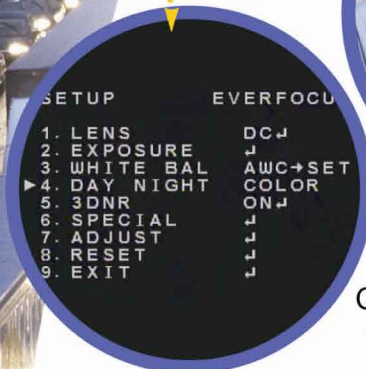 SETUP EVERFOCU
1. LENS DC↲
2. EXPOSURE ↲
3. WHITE BAL AWC→SET
▶4. DAY NIGHT COLOR
5. 3DNR ON↲
6. SPECIAL ↲
7. ADJUST ↲
8. RESET ↲
9. EXIT ↲